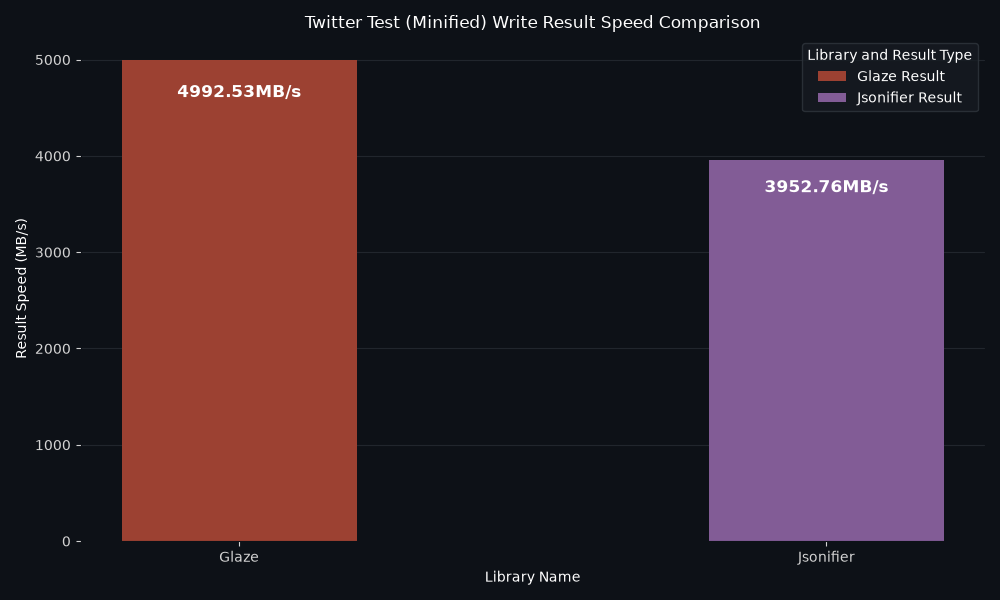 Twitter Test (Minified) Write Result Speed Comparison
Library and Result Type
Glaze Result
Jsonifier Result
5000
4000
3000
2000
1000
0
Result Speed (MB/s)
4992.53MB/s
3952.76MB/s
Glaze
Jsonifier
Library Name